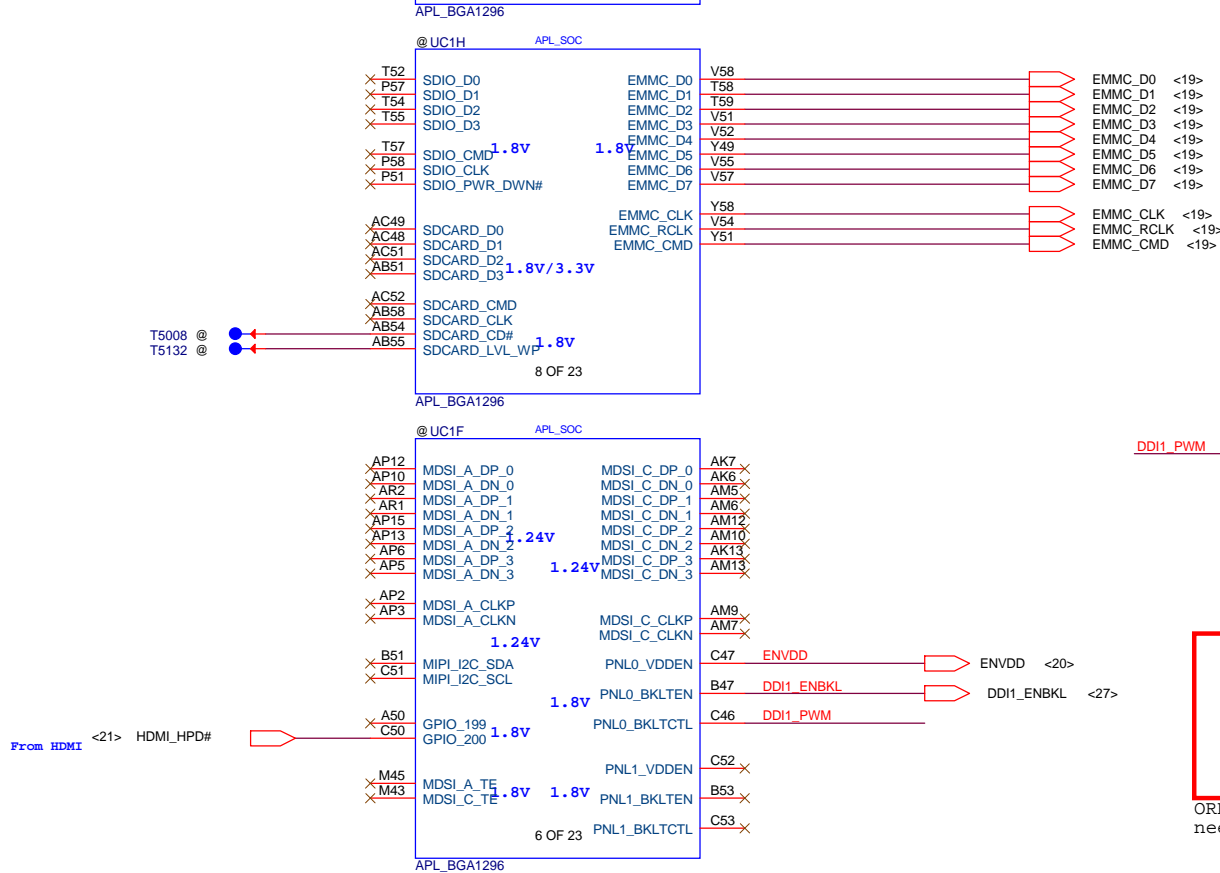 APL_BGA1296
@ UC1H APL_SOC
T52 SDIO_D0 EMMC_D0 V58 EMMC_D0 <19>
P57 SDIO_D1 EMMC_D1 T58 EMMC_D1 <19>
T54 SDIO_D2 EMMC_D2 T59 EMMC_D2 <19>
T55 SDIO_D3 EMMC_D3 V51 EMMC_D3 <19>
EMMC_D4 V52 EMMC_D4 <19>
T57 SDIO_CMD 1.8V 1.8V EMMC_D5 Y49 EMMC_D5 <19>
P58 SDIO_CLK EMMC_D6 V55 EMMC_D6 <19>
P51 SDIO_PWR_DWN# EMMC_D7 V57 EMMC_D7 <19>
EMMC_CLK Y58 EMMC_CLK <19>
AC49 SDCARD_D0 EMMC_RCLK V54 EMMC_RCLK <19>
AC48 SDCARD_D1 EMMC_CMD Y51 EMMC_CMD <19>
AC51 SDCARD_D2
AB51 SDCARD_D3 1.8V/3.3V
AC52 SDCARD_CMD
AB58 SDCARD_CLK
T5008 @ AB54 SDCARD_CD#
T5132 @ AB55 SDCARD_LVL_WP 1.8V
8 OF 23
APL_BGA1296
@ UC1F APL_SOC
DDI1_PWM
AP12 MDSI_A_DP_0 MDSI_C_DP_0 AK7
AP10 MDSI_A_DN_0 MDSI_C_DN_0 AK6
AR2 MDSI_A_DP_1 MDSI_C_DP_1 AM5
AR1 MDSI_A_DN_1 MDSI_C_DN_1 AM6
AP15 MDSI_A_DP_2 MDSI_C_DP_2 AM12
AP13 MDSI_A_DN_2 1.24V MDSI_C_DN_2 AM10
AP6 MDSI_A_DP_3 MDSI_C_DP_3 AK13
AP5 MDSI_A_DN_3 1.24V MDSI_C_DN_3 AM13
AP2 MDSI_A_CLKP
AP3 MDSI_A_CLKN MDSI_C_CLKP AM9
MDSI_C_CLKN AM7
1.24V
B51 MIPI_I2C_SDA PNL0_VDDEN C47 ENVDD ENVDD <20>
C51 MIPI_I2C_SCL
PNL0_BKLTEN B47 DDI1_ENBKL DDI1_ENBKL <27>
1.8V
A50 GPIO_199 PNL0_BKLTCTL C46 DDI1_PWM
From HDMI <21> HDMI_HPD# C50 GPIO_200 1.8V
PNL1_VDDEN C52
M45 MDSI_A_TE
M43 MDSI_C_TE 1.8V 1.8V PNL1_BKLTEN B53
PNL1_BKLTCTL C53
6 OF 23
APL_BGA1296